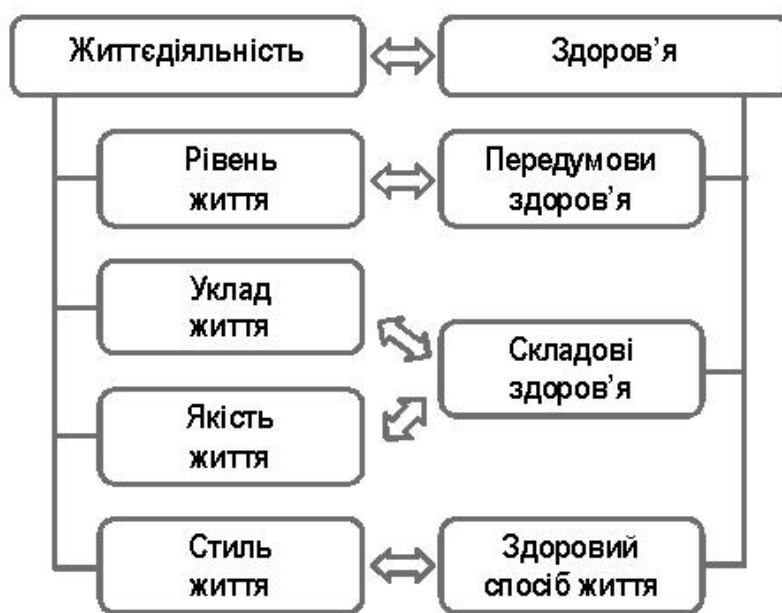 Життєдіяльність
Здоров’я
Рівень
життя
Передумови
здоров’я
Уклад
життя
Складові
здоров’я
Якість
життя
Стиль
життя
Здоровий
спосіб життя